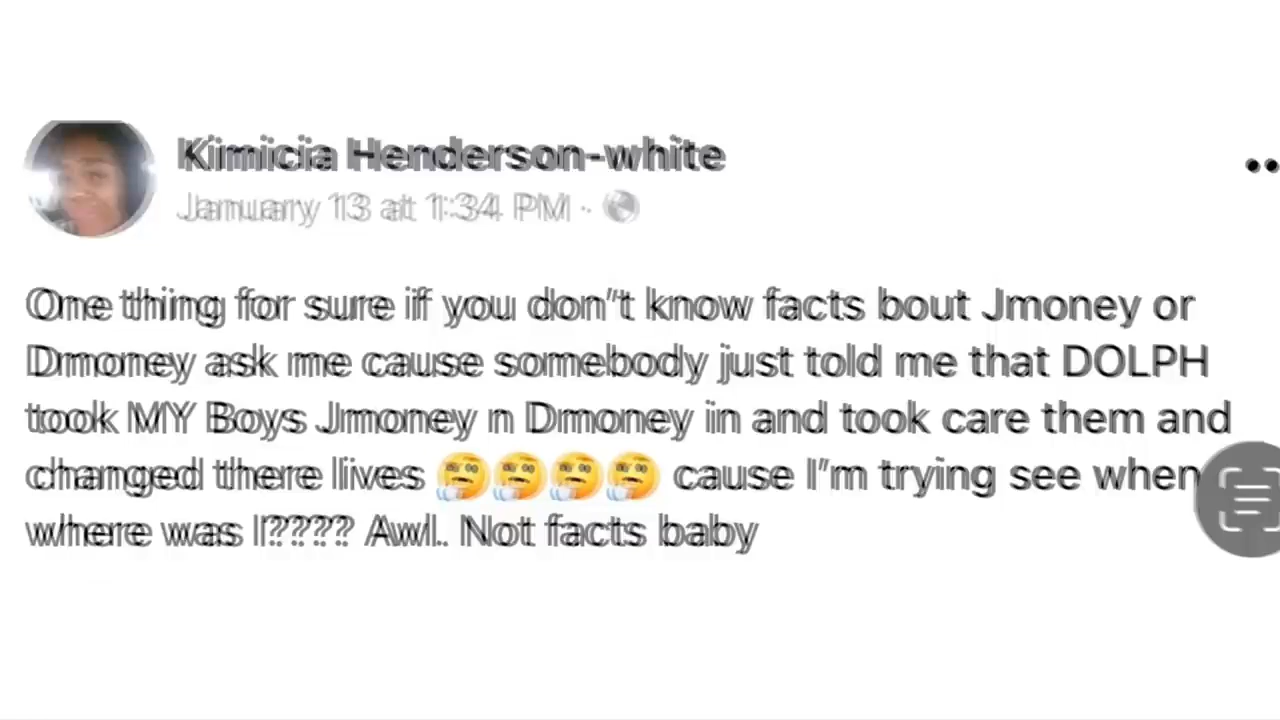 Kimicia Henderson-white
January 13 at 1:34 PM ·
One thing for sure if you don't know facts bout Jmoney or
Dmoney ask me cause somebody just told me that DOLPH
took MY Boys Jmoney n Dmoney in and took care them and
changed there lives 🤔🤔🤔🤔 cause I'm trying see when
where was I???? Awl. Not facts baby